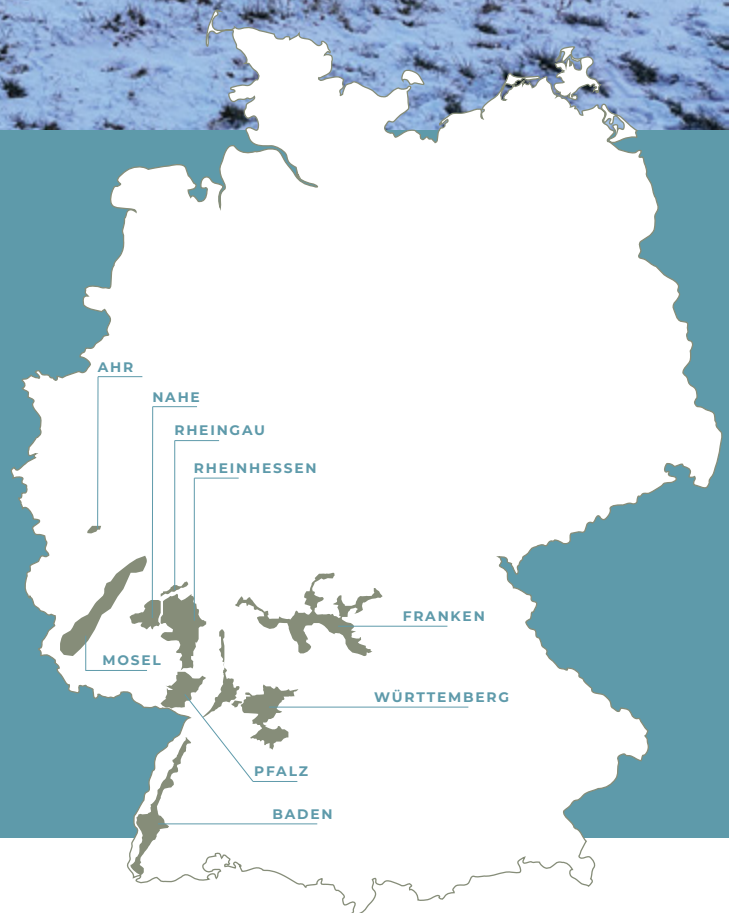 AHR
NAHE
RHEINGAU
RHEINHESSEN
FRANKEN
MOSEL
WÜRTTEMBERG
PFALZ
BADEN